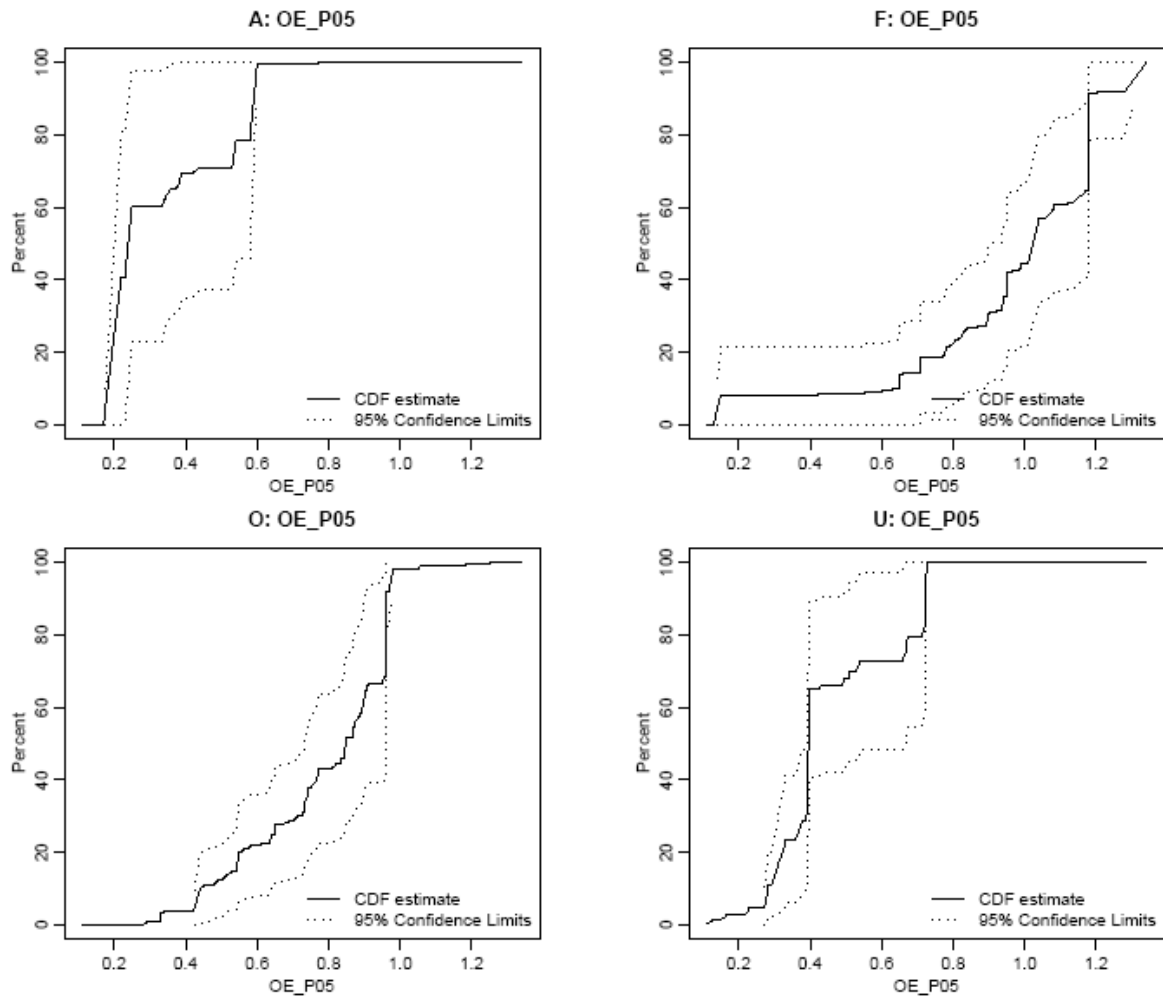 A: OE_P05
Percent
100
80
60
40
20
0
CDF estimate
95% Confidence Limits
0.2 0.4 0.6 0.8 1.0 1.2
OE_P05
F: OE_P05
Percent
100
80
60
40
20
0
CDF estimate
95% Confidence Limits
0.2 0.4 0.6 0.8 1.0 1.2
OE_P05
O: OE_P05
Percent
100
80
60
40
20
0
CDF estimate
95% Confidence Limits
0.2 0.4 0.6 0.8 1.0 1.2
OE_P05
U: OE_P05
Percent
100
80
60
40
20
0
CDF estimate
95% Confidence Limits
0.2 0.4 0.6 0.8 1.0 1.2
OE_P05